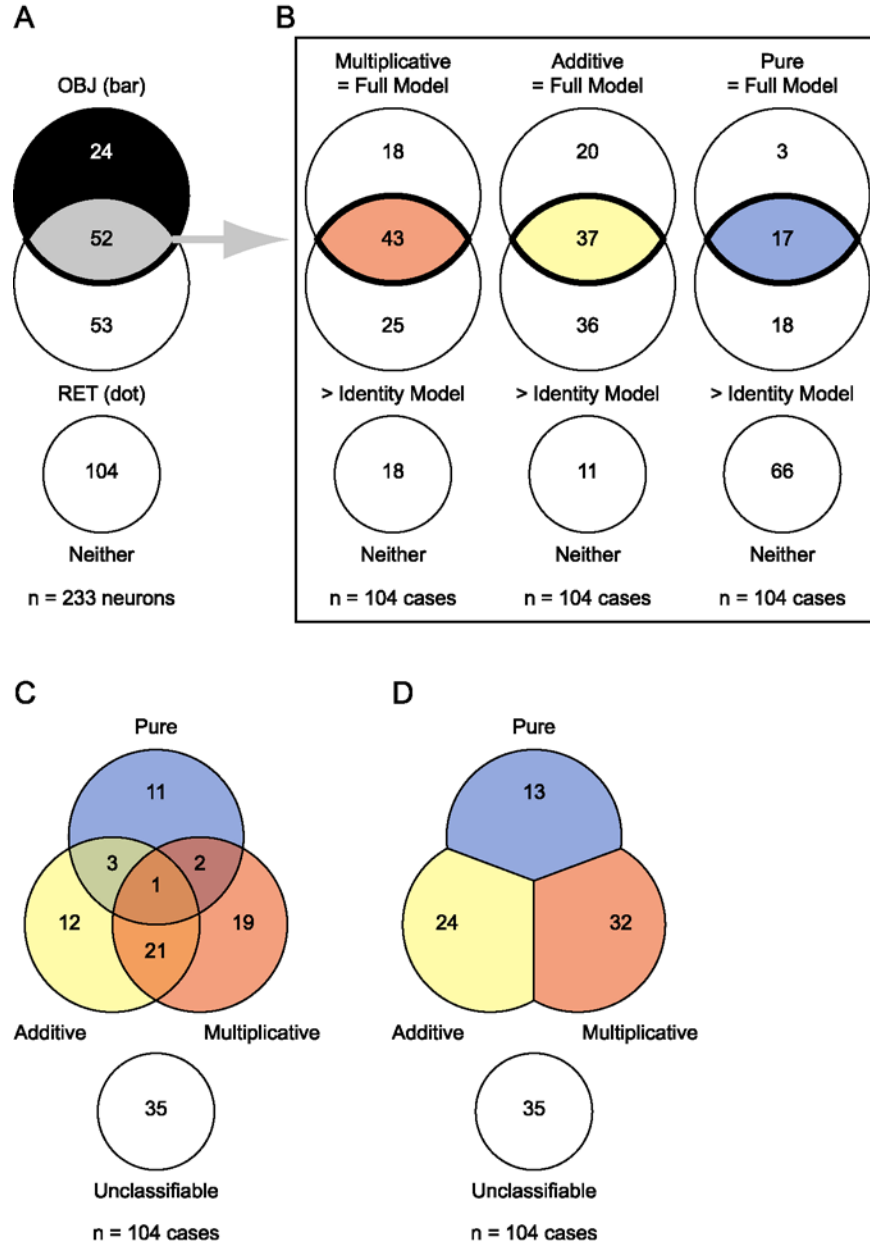 A
OBJ (bar)
24
52
53
RET (dot)
104
Neither
n = 233 neurons
B
Multiplicative
= Full Model
18
43
25
> Identity Model
18
Neither
n = 104 cases
Additive
= Full Model
20
37
36
> Identity Model
11
Neither
n = 104 cases
Pure
= Full Model
3
17
18
> Identity Model
66
Neither
n = 104 cases
C
Pure
11
3
1
2
12
21
19
Additive
Multiplicative
35
Unclassifiable
n = 104 cases
D
Pure
13
24
32
Additive
Multiplicative
35
Unclassifiable
n = 104 cases